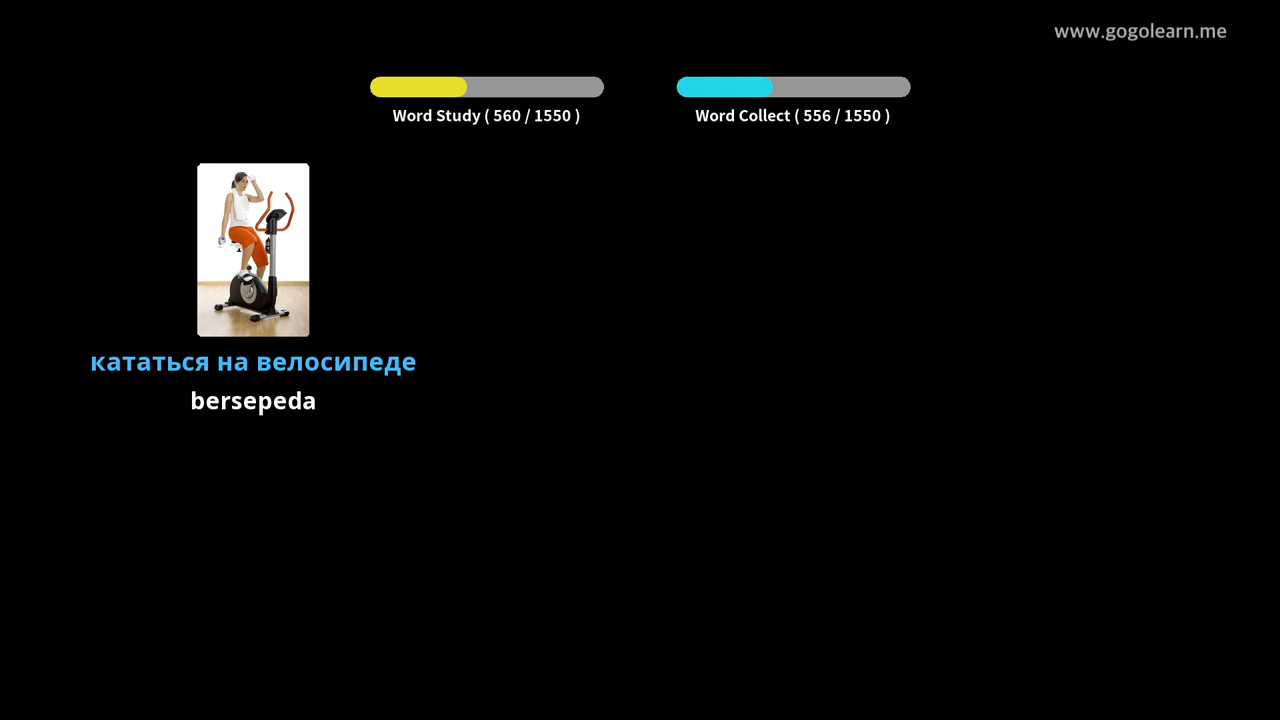 www.gogolearn.me
Word Study ( 560 / 1550 )
Word Collect ( 556 / 1550 )
кататься на велосипеде
bersepeda